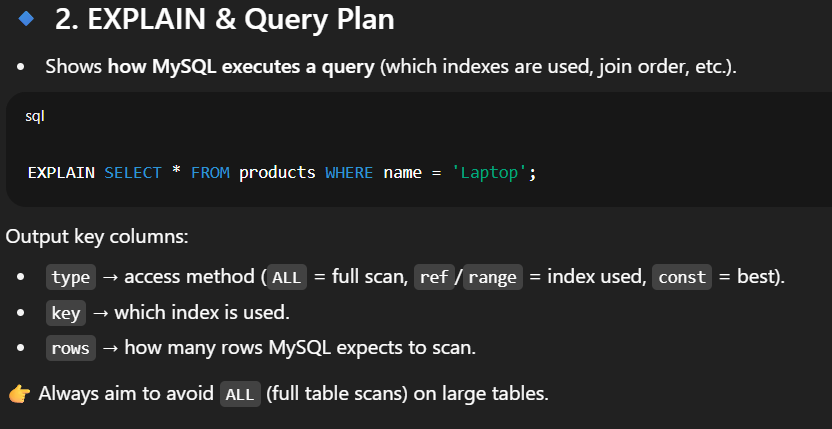 🔹 2. EXPLAIN & Query Plan
• Shows how MySQL executes a query (which indexes are used, join order, etc.).
sql
EXPLAIN SELECT * FROM products WHERE name = 'Laptop';
Output key columns:
• type → access method (ALL = full scan, ref/range = index used, const = best).
• key → which index is used.
• rows → how many rows MySQL expects to scan.
👉 Always aim to avoid ALL (full table scans) on large tables.